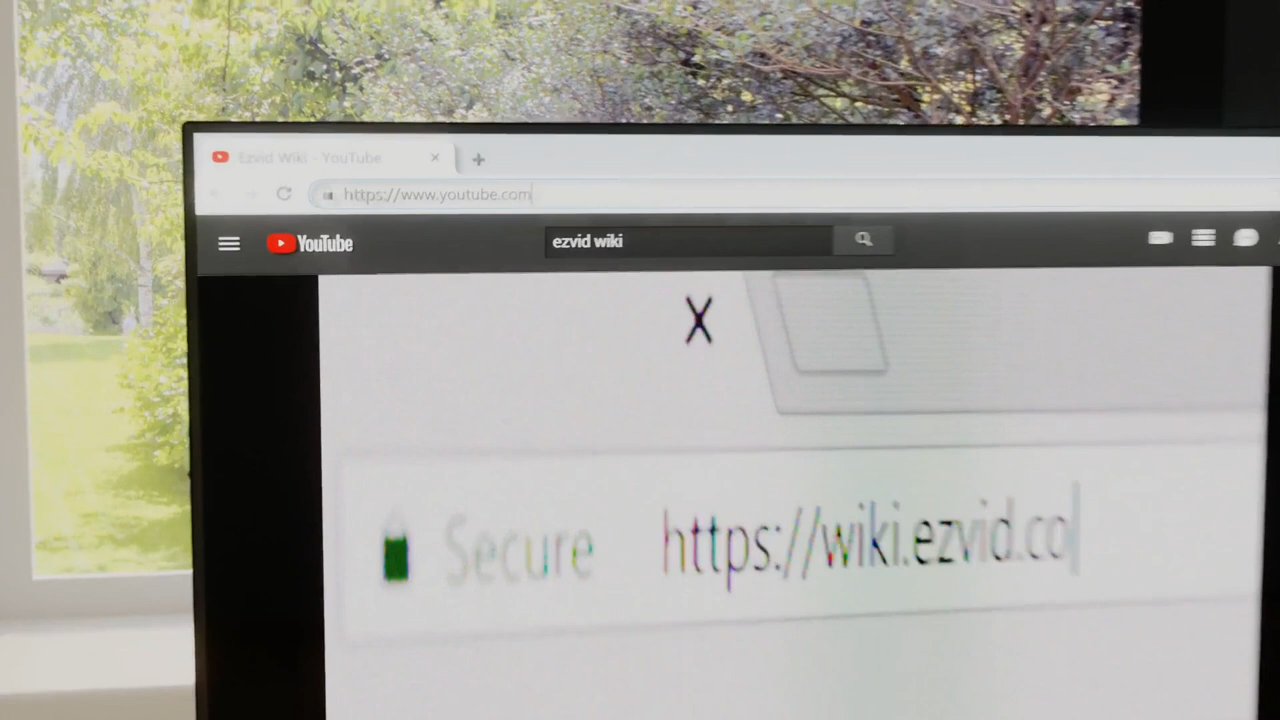 Ezvid Wiki - YouTube
https://www.youtube.com
YouTube
ezvid wiki
X
Secure https://wiki.ezvid.co